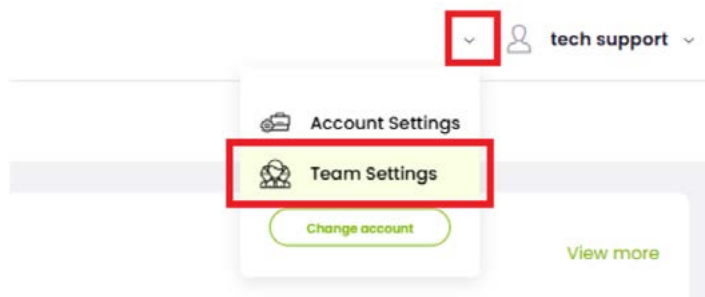 tech support
Account Settings
Team Settings
Change account
View more